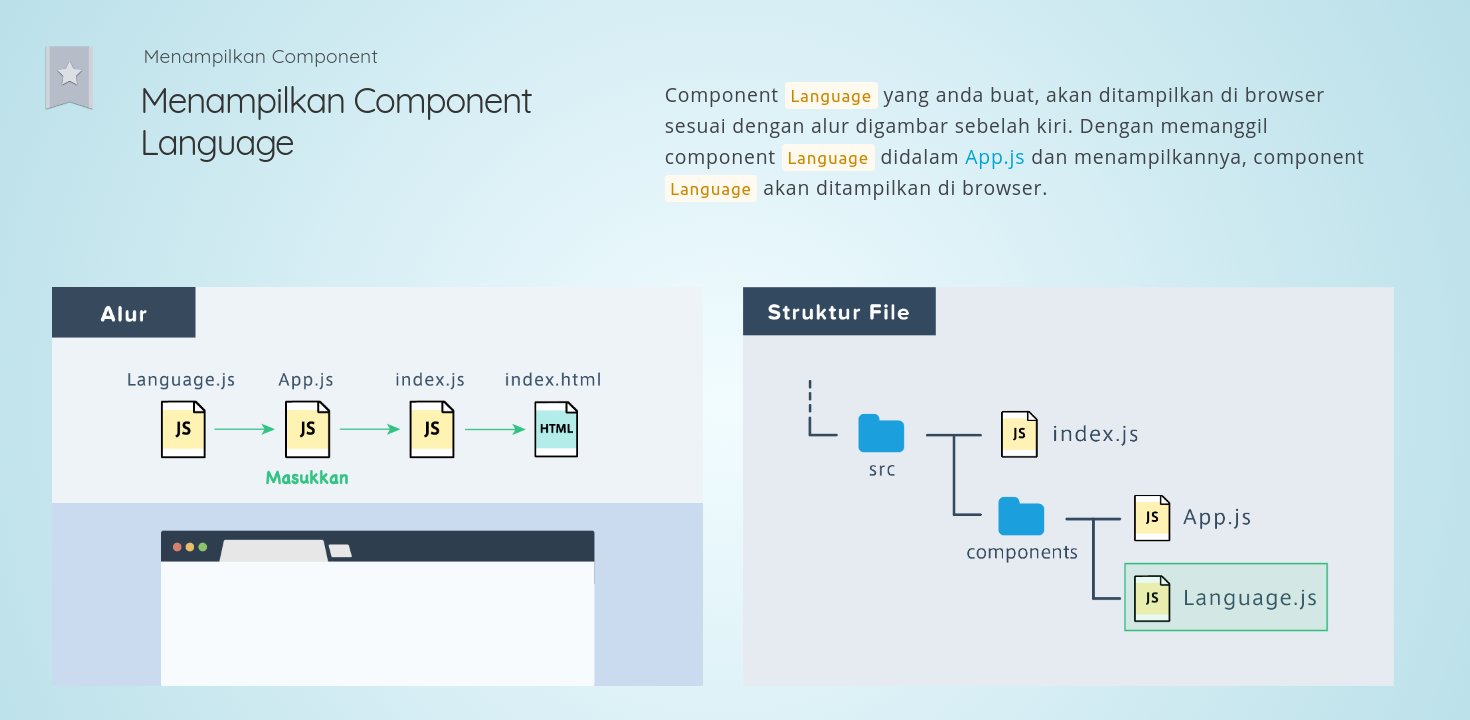 Menampilkan Component
Menampilkan Component
Language
Component Language yang anda buat, akan ditampilkan di browser
sesuai dengan alur digambar sebelah kiri. Dengan memanggil
component Language didalam App.js dan menampilkannya, component
Language akan ditampilkan di browser.
Alur
Language.js App.js index.js index.html
JS JS JS HTML
Masukkan
Struktur File
JS index.js
src
JS App.js
components
JS Language.js